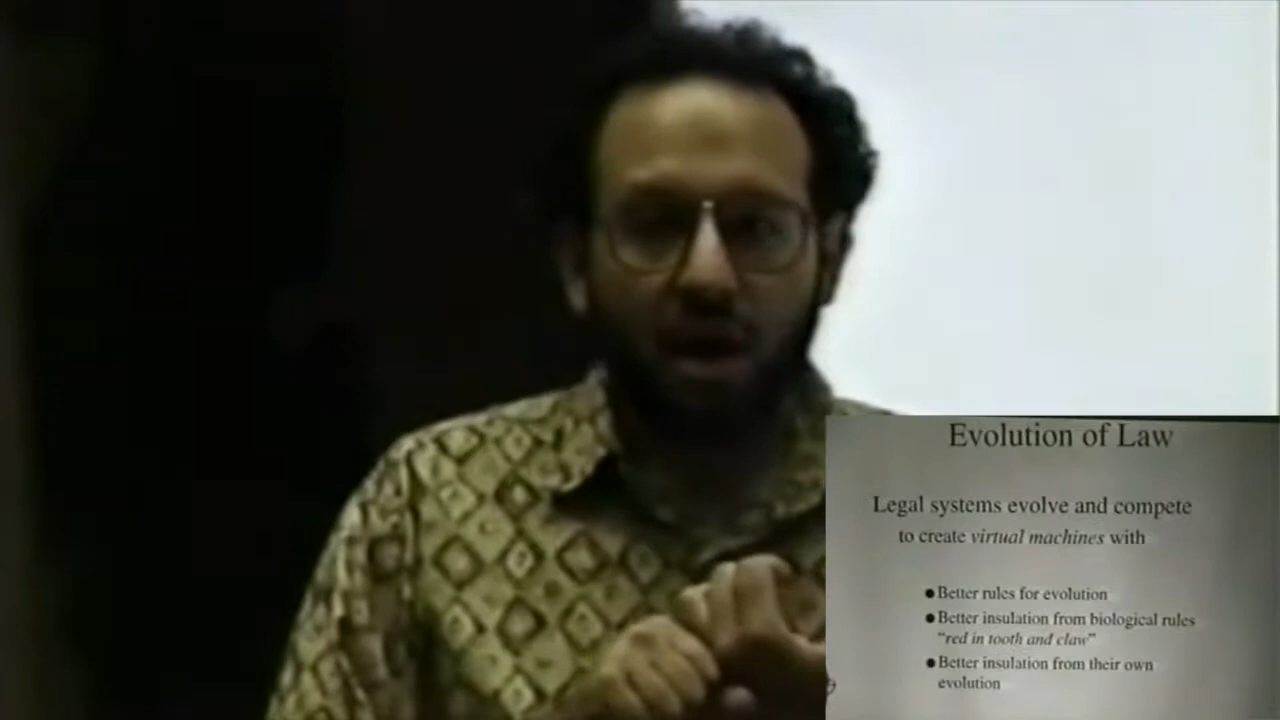 Evolution of Law
Legal systems evolve and compete
to create virtual machines with
● Better rules for evolution
● Better insulation from biological rules
"red in tooth and claw"
● Better insulation from their own
evolution